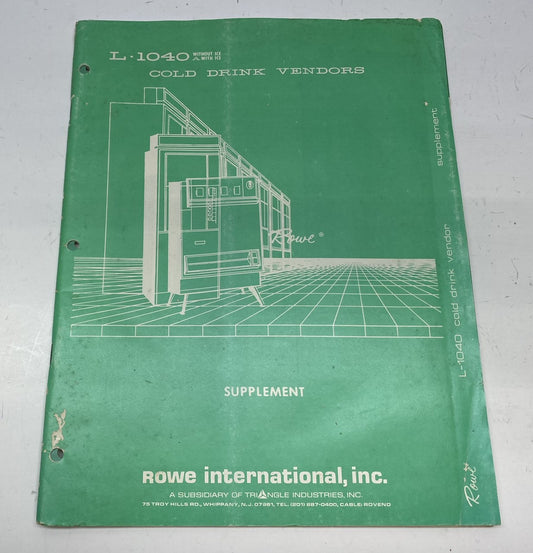 L-1040 WITHOUT ICE
WITH ICE
COLD DRINK VENDORS
Rowe®
SUPPLEMENT
Rowe international, inc.
A SUBSIDIARY OF TRIANGLE INDUSTRIES, INC.
75 TROY HILLS RD., WHIPPANY, N.J. 07981, TEL. (201) 887-0400, CABLE: ROVEND
Rowe L-1040 cold drink vendor supplement